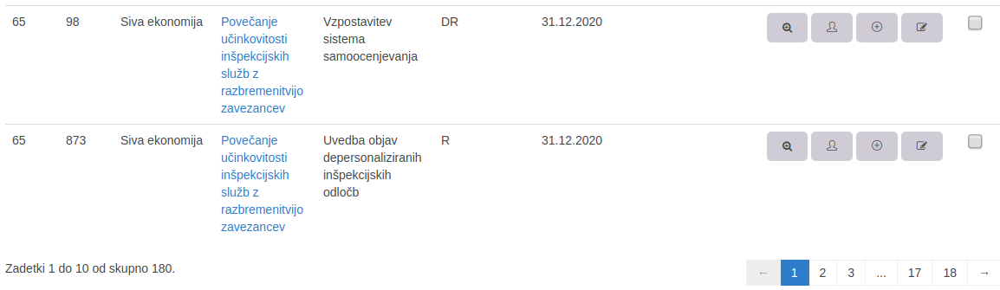 65 98 Siva ekonomija Povečanje Vzpostavitev DR 31.12.2020
učinkovitosti sistema
inšpekcijskih samoocenjevanja
služb z
razbremenitvijo
zavezancev
65 873 Siva ekonomija Povečanje Uvedba objav R 31.12.2020
učinkovitosti depersonaliziranih
inšpekcijskih inšpekcijskih
služb z odločb
razbremenitvijo
zavezancev
Zadetki 1 do 10 od skupno 180. ← 1 2 3 ... 17 18 →